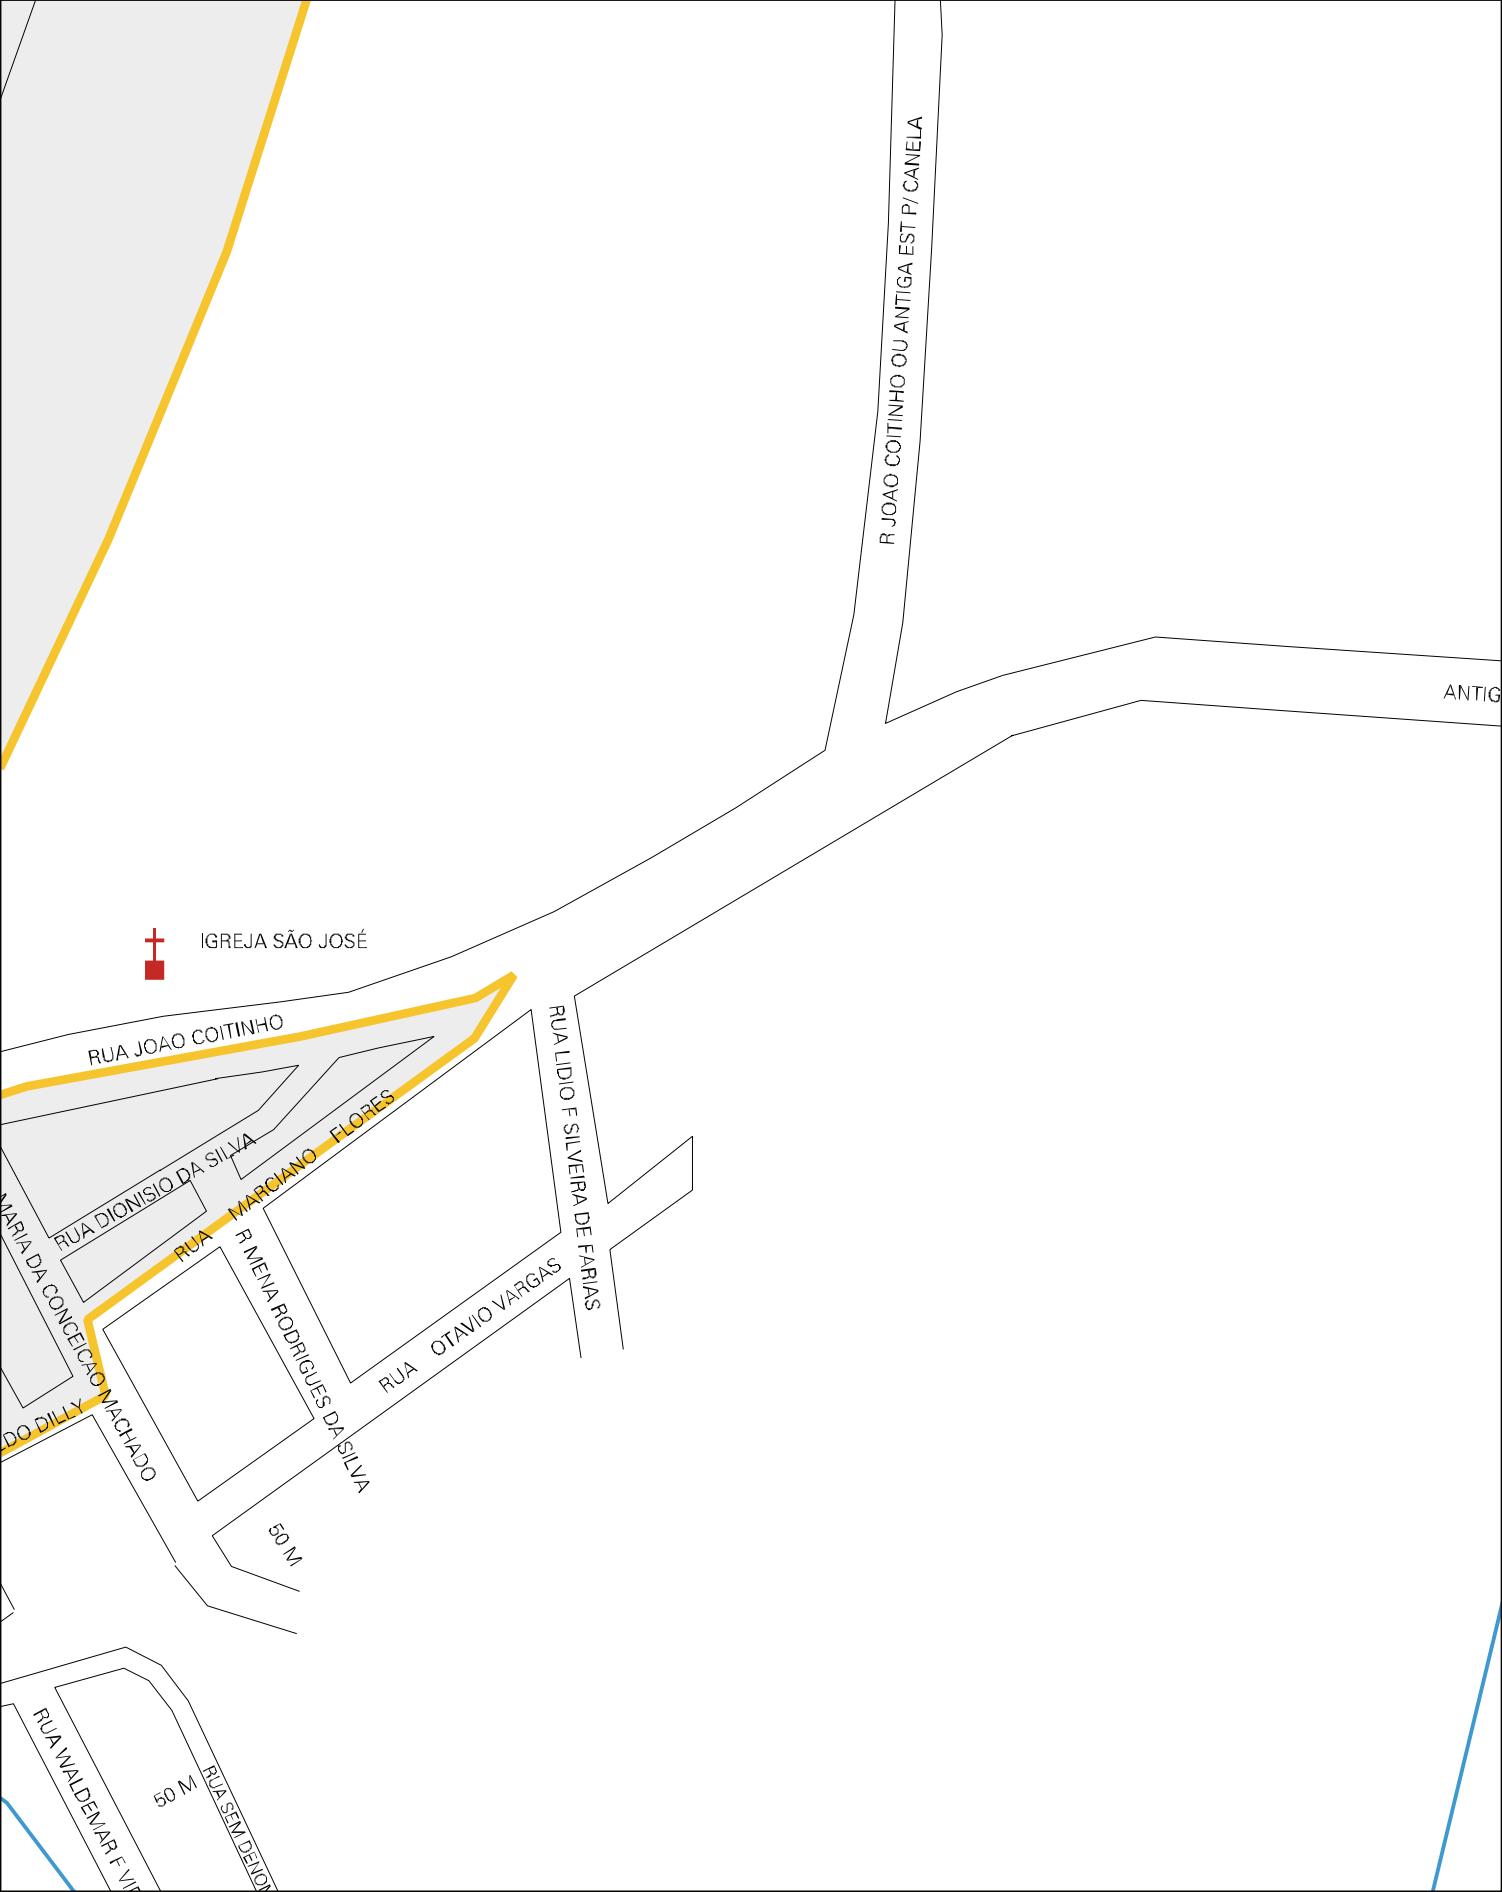 R JOAO COITINHO OU ANTIGA EST P/ CANELA
ANTIG
IGREJA SÃO JOSÉ
RUA JOAO COITINHO
RUA LIDIO F SILVEIRA DE FARIAS
RUA MARCIANO FLORES
RUA DIONISIO DA SILVA
MARIA DA CONCEICAO MACHADO
R MENA RODRIGUES DA SILVA
RUA OTAVIO VARGAS
LDO DILLY
50 M
RUA WALDEMAR F VIE
50 M
RUA SEM DENOM